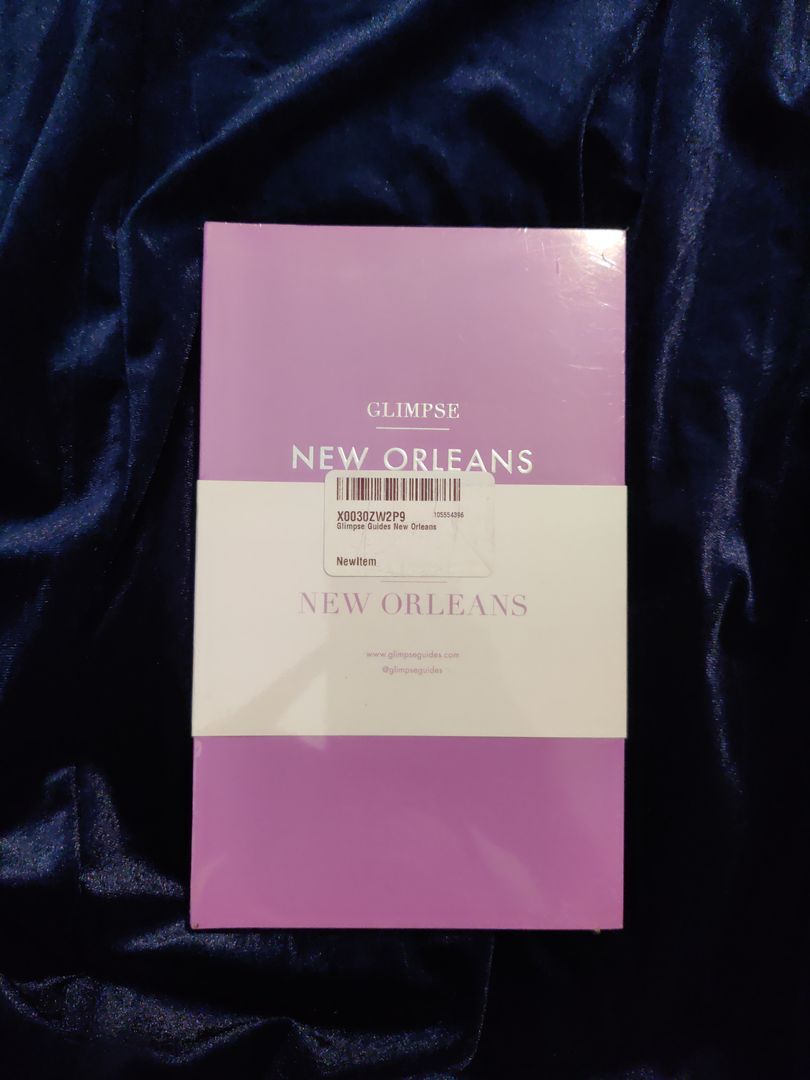 GLIMPSE
NEW ORLEANS
X0030ZW2P9 105554396
Glimpse Guides New Orleans
NewItem
NEW ORLEANS
www.glimpseguides.com
@glimpseguides